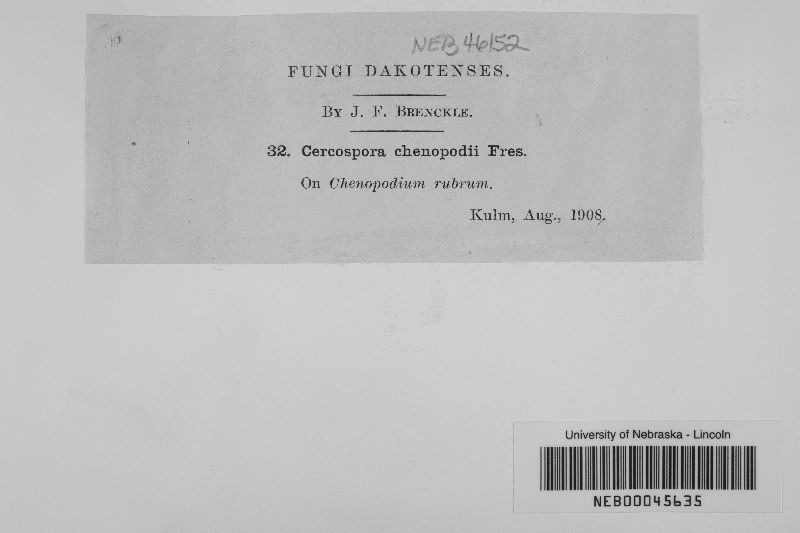 NEB 46152
FUNGI DAKOTENSES.
BY J. F. BRENCKLE.
32. Cercospora chenopodii Fres.
On Chenopodium rubrum.
Kulm, Aug., 1908.
University of Nebraska - Lincoln
NEB00045635